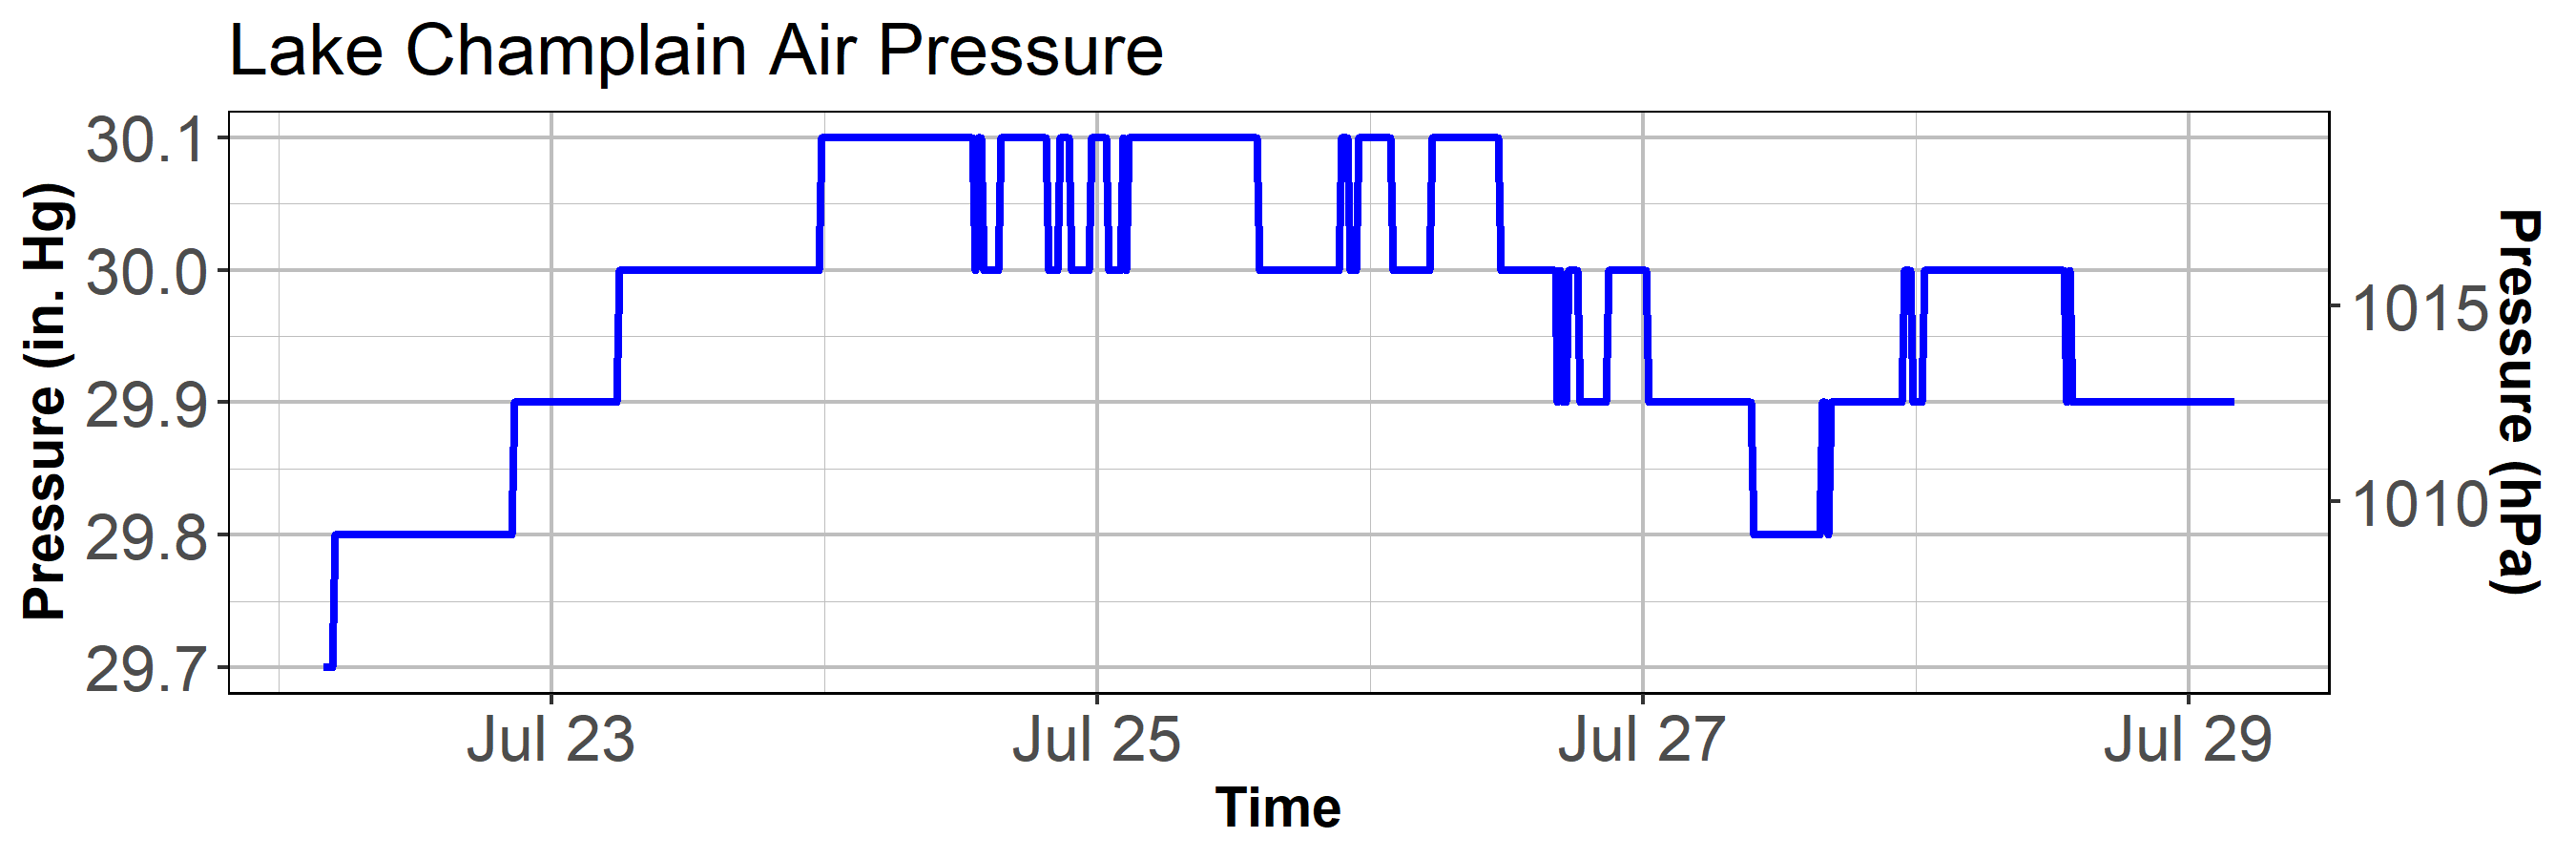 Lake Champlain Air Pressure
Pressure (in. Hg)
30.1
30.0
29.9
29.8
29.7
1015
1010
Pressure (hPa)
Jul 23
Jul 25
Jul 27
Jul 29
Time